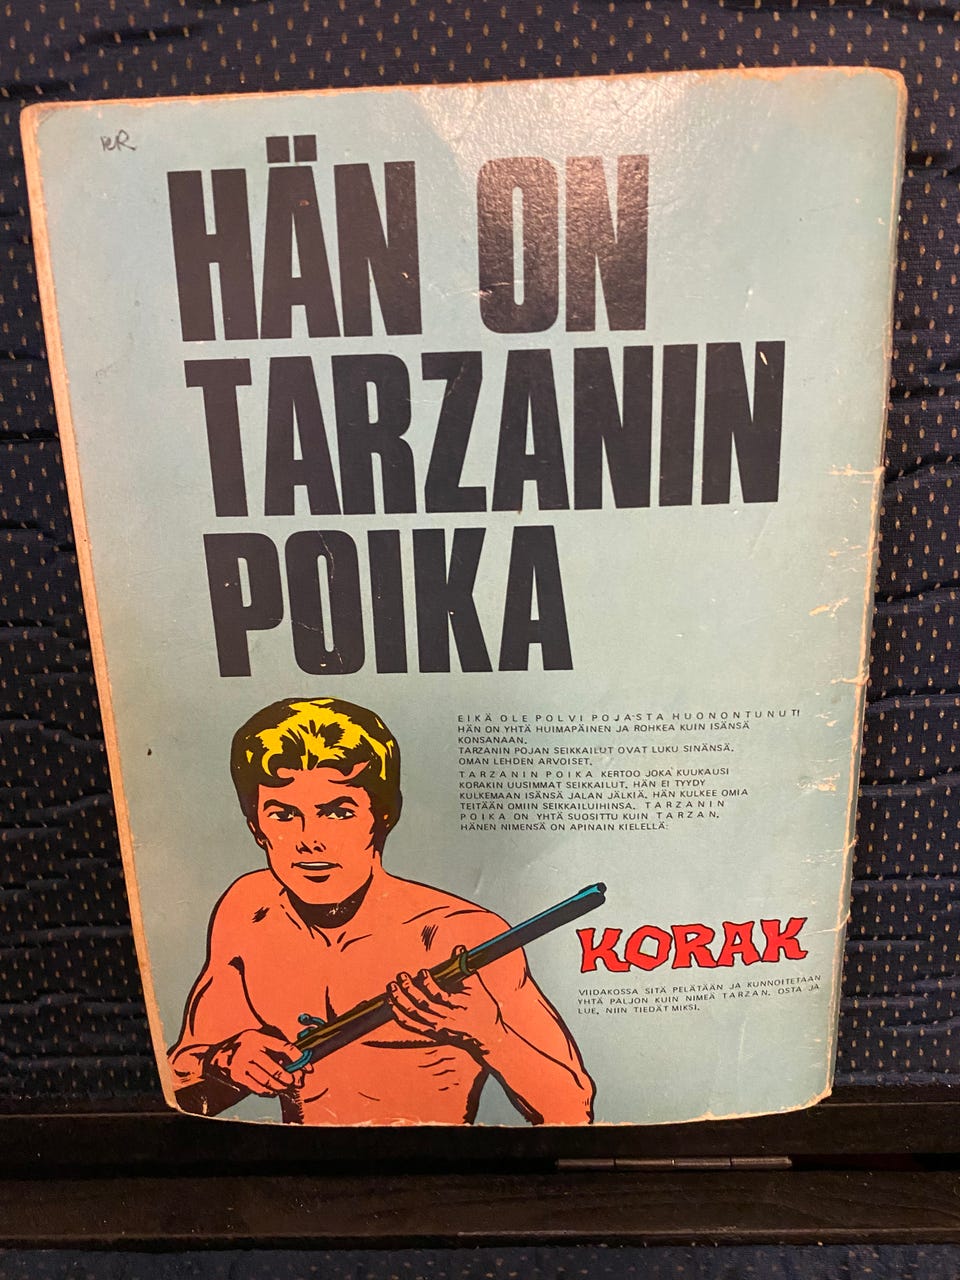 HÄN ON
TARZANIN
POIKA
EIKÄ OLE POLVI POJASTA HUONONTUNUT!
HÄN ON YHTÄ HUIMAPÄINEN JA ROHKEA KUIN ISÄNSÄ
KONSANAAN.
TARZANIN POJAN SEIKKAILUT OVAT LUKU SINÄNSÄ.
OMAN LEHDEN ARVOISET.
TARZANIN POIKA KERTOO JOKA KUUKAUSI
KORAKIN UUSIMMAT SEIKKAILUT. HÄN EI TYYDY
KULKEMAAN ISÄNSÄ JALAN JÄLKIÄ. HÄN KULKEE OMIA
TEITÄÄN OMIIN SEIKKAILUIHINSA. TARZANIN
POIKA ON YHTÄ SUOSITTU KUIN TARZAN.
HÄNEN NIMENSÄ ON APINAIN KIELELLÄ:
KORAK
VIIDAKOSSA SITÄ PELÄTÄÄN JA KUNNOITETAAN
YHTÄ PALJON KUIN NIMEÄ TARZAN. OSTA JA
LUE, NIIN TIEDÄT MIKSI.